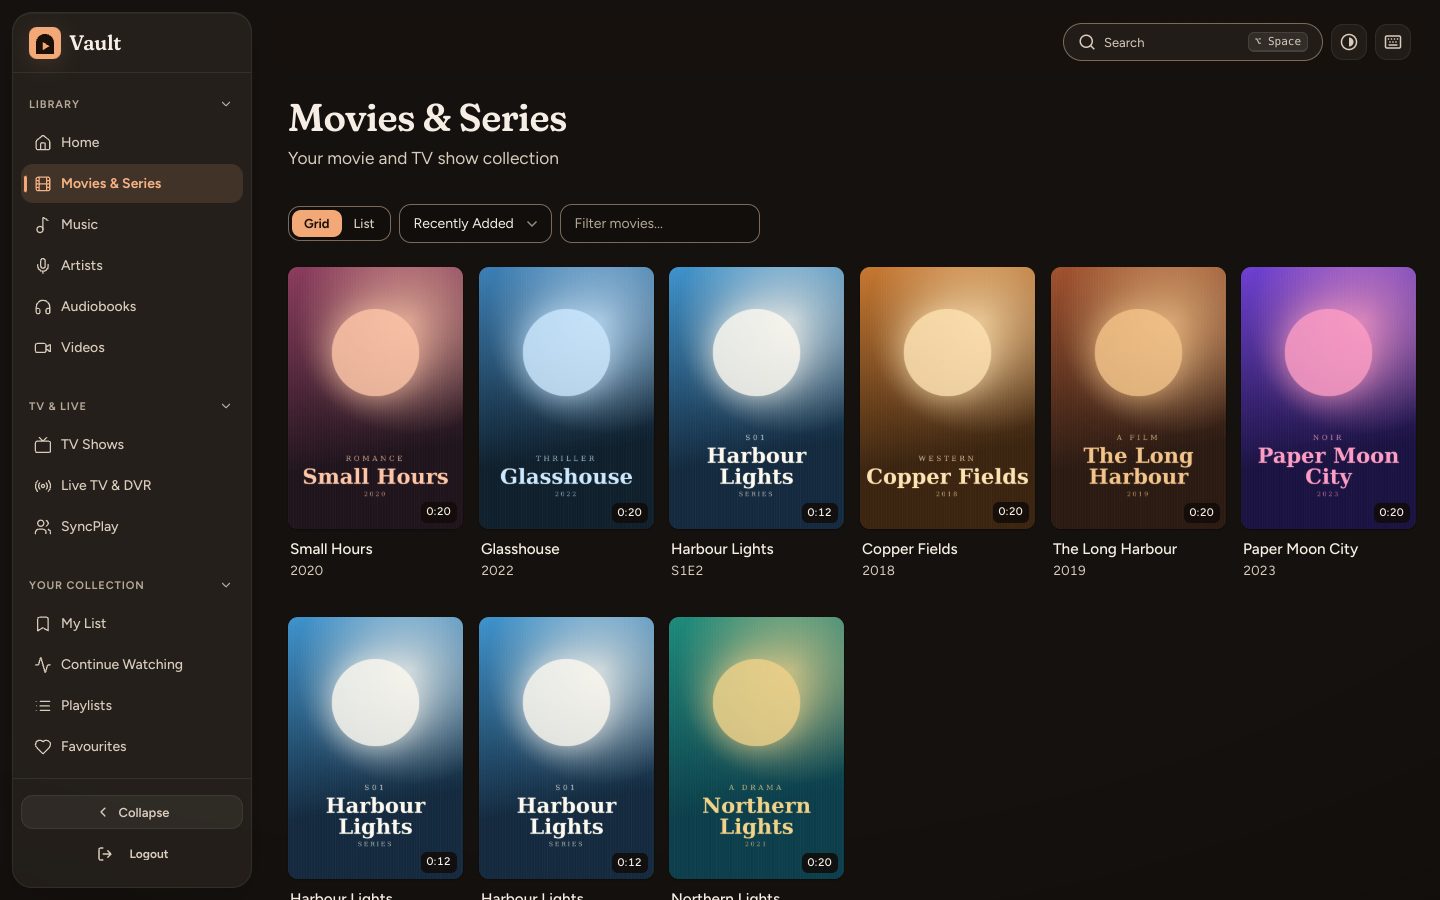 Vault
LIBRARY
Home
Movies & Series
Music
Artists
Audiobooks
Videos
TV & LIVE
TV Shows
Live TV & DVR
SyncPlay
YOUR COLLECTION
My List
Continue Watching
Playlists
Favourites
Collapse
Logout
Search
⌥ Space
Movies & Series
Your movie and TV show collection
Grid
List
Recently Added
Filter movies...
ROMANCE
Small Hours
2020
0:20
Small Hours
2020
THRILLER
Glasshouse
2022
0:20
Glasshouse
2022
S01
Harbour
Lights
SERIES
0:12
Harbour Lights
S1E2
WESTERN
Copper Fields
2018
0:20
Copper Fields
2018
A FILM
The Long
Harbour
2019
0:20
The Long Harbour
2019
NOIR
Paper Moon
City
2023
0:20
Paper Moon City
2023
S01
Harbour
Lights
SERIES
0:12
Harbour Lights
S01
Harbour
Lights
SERIES
0:12
Harbour Lights
A DRAMA
Northern
Lights
2021
0:20
Northern Lights